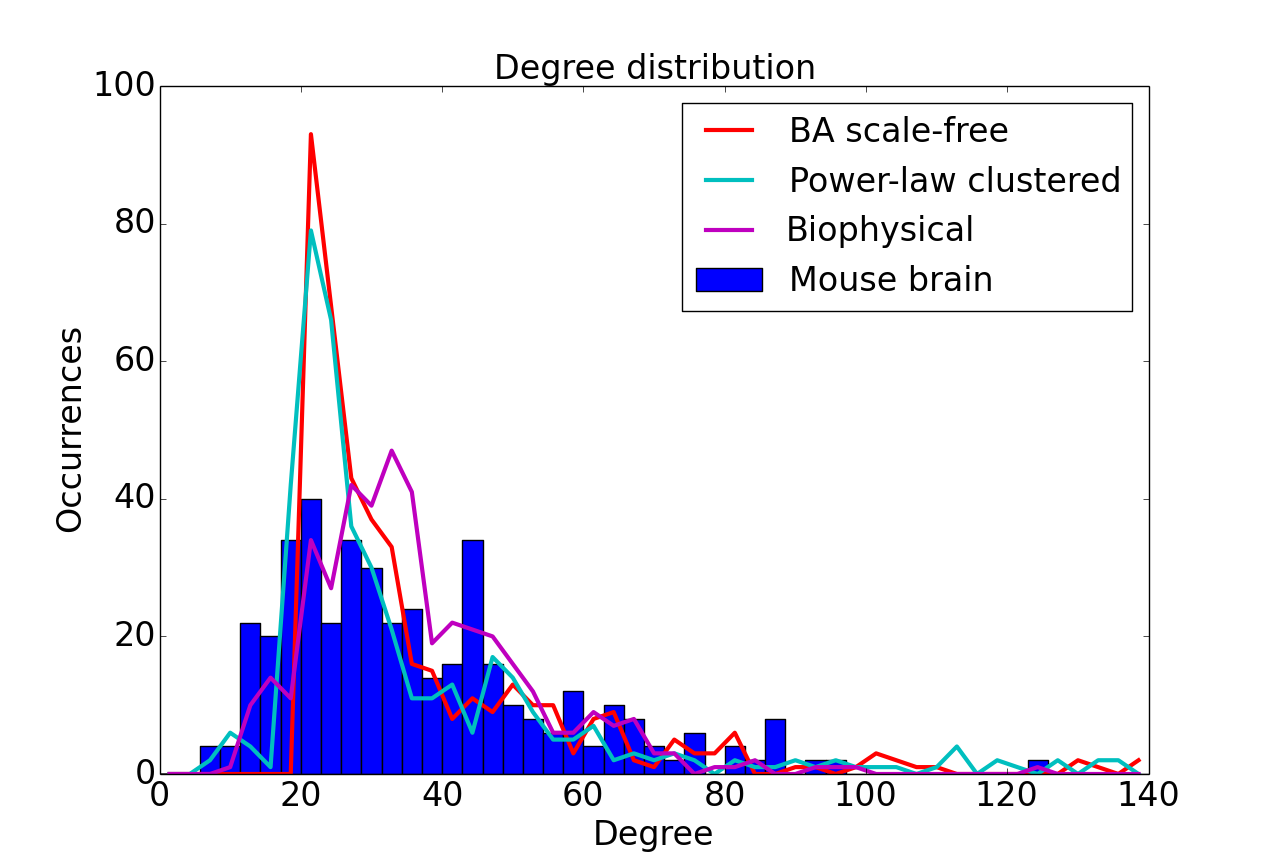 Degree distribution
100
80
60
40
20
0
Occurrences
BA scale-free
Power-law clustered
Biophysical
Mouse brain
0 20 40 60 80 100 120 140
Degree